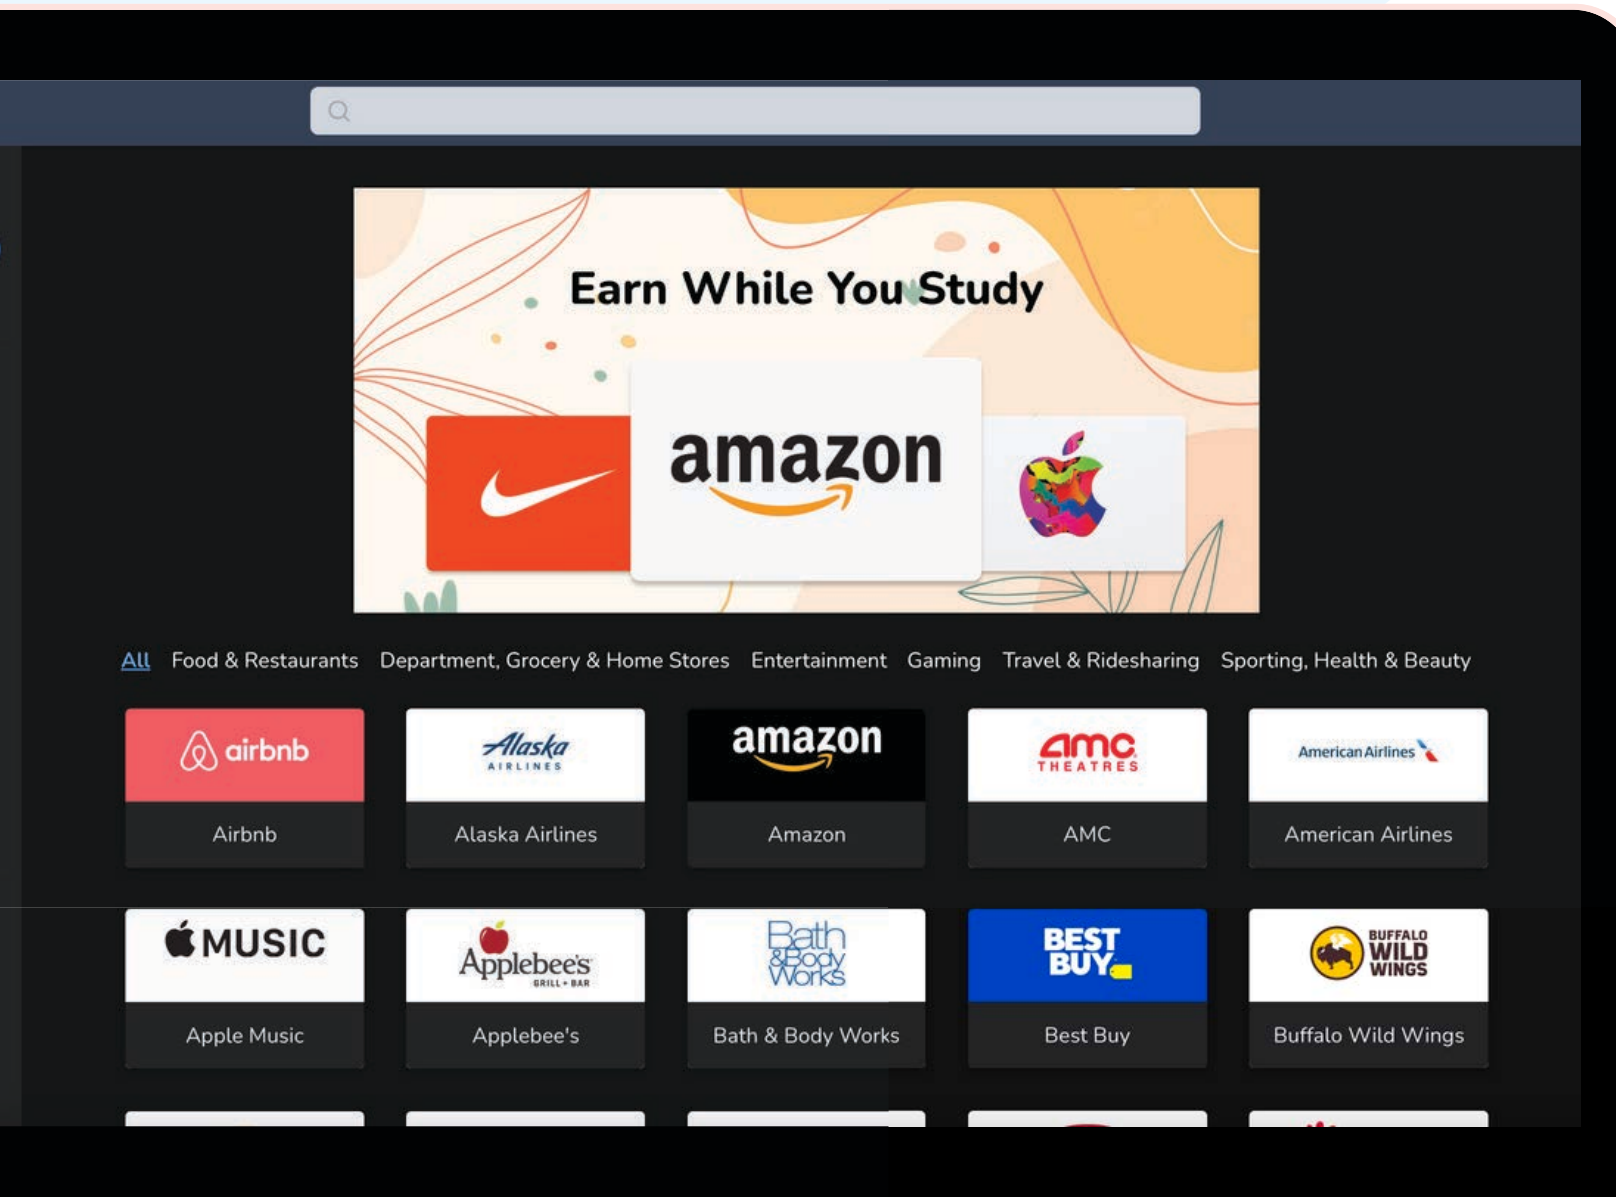 Earn While You Study
amazon
All Food & Restaurants Department, Grocery & Home Stores Entertainment Gaming Travel & Ridesharing Sporting, Health & Beauty
airbnb
Alaska
AIRLINES
amazon
amc
THEATRES
American Airlines
Airbnb
Alaska Airlines
Amazon
AMC
American Airlines
MUSIC
Applebee's
GRILL + BAR
Bath
&Body
Works
BEST
BUY
BUFFALO
WILD
WINGS
Apple Music
Applebee's
Bath & Body Works
Best Buy
Buffalo Wild Wings